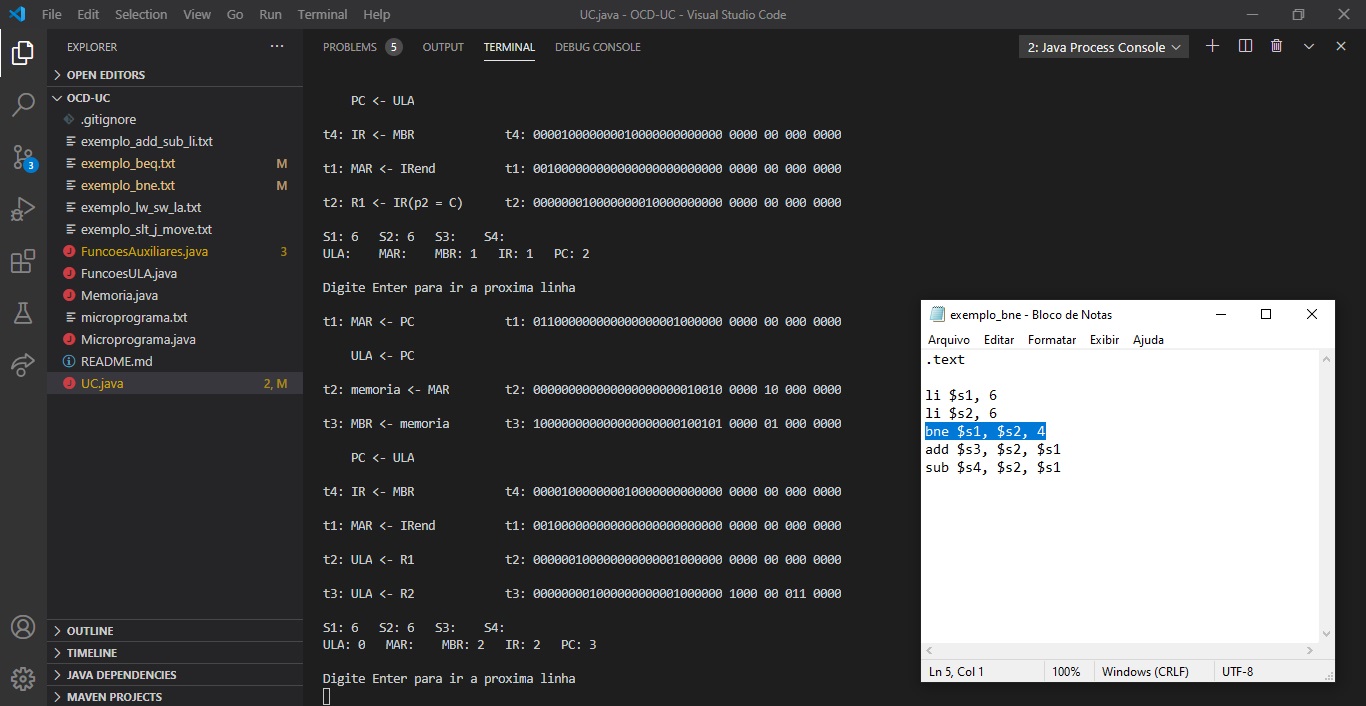 File Edit Selection View Go Run Terminal Help UC.java - OCD-UC - Visual Studio Code
EXPLORER
OPEN EDITORS
OCD-UC
.gitignore
exemplo_add_sub_li.txt
exemplo_beq.txt M
exemplo_bne.txt M
exemplo_lw_sw_la.txt
exemplo_slt_j_move.txt
FuncoesAuxiliares.java 3
FuncoesULA.java
Memoria.java
microprograma.txt
Microprograma.java
README.md
UC.java 2, M
OUTLINE
TIMELINE
JAVA DEPENDENCIES
MAVEN PROJECTS
3
PROBLEMS 5 OUTPUT TERMINAL DEBUG CONSOLE 2: Java Process Console
PC <- ULA
t4: IR <- MBR t4: 000010000000010000000000000 0000 00 000 0000
t1: MAR <- IRend t1: 001000000000000000000000000 0000 00 000 0000
t2: R1 <- IR(p2 = C) t2: 000000010000000010000000000 0000 00 000 0000
S1: 6 S2: 6 S3: S4:
ULA: MAR: MBR: 1 IR: 1 PC: 2
Digite Enter para ir a proxima linha
t1: MAR <- PC t1: 011000000000000000001000000 0000 00 000 0000
ULA <- PC
t2: memoria <- MAR t2: 000000000000000000000010010 0000 10 000 0000
t3: MBR <- memoria t3: 100000000000000000000100101 0000 01 000 0000
PC <- ULA
t4: IR <- MBR t4: 000010000000010000000000000 0000 00 000 0000
t1: MAR <- IRend t1: 001000000000000000000000000 0000 00 000 0000
t2: ULA <- R1 t2: 000000100000000000001000000 0000 00 000 0000
t3: ULA <- R2 t3: 000000001000000000001000000 1000 00 011 0000
S1: 6 S2: 6 S3: S4:
ULA: 0 MAR: MBR: 2 IR: 2 PC: 3
Digite Enter para ir a proxima linha
exemplo_bne - Bloco de Notas
Arquivo Editar Formatar Exibir Ajuda
.text
li $s1, 6
li $s2, 6
bne $s1, $s2, 4
add $s3, $s2, $s1
sub $s4, $s2, $s1
Ln 5, Col 1 100% Windows (CRLF) UTF-8